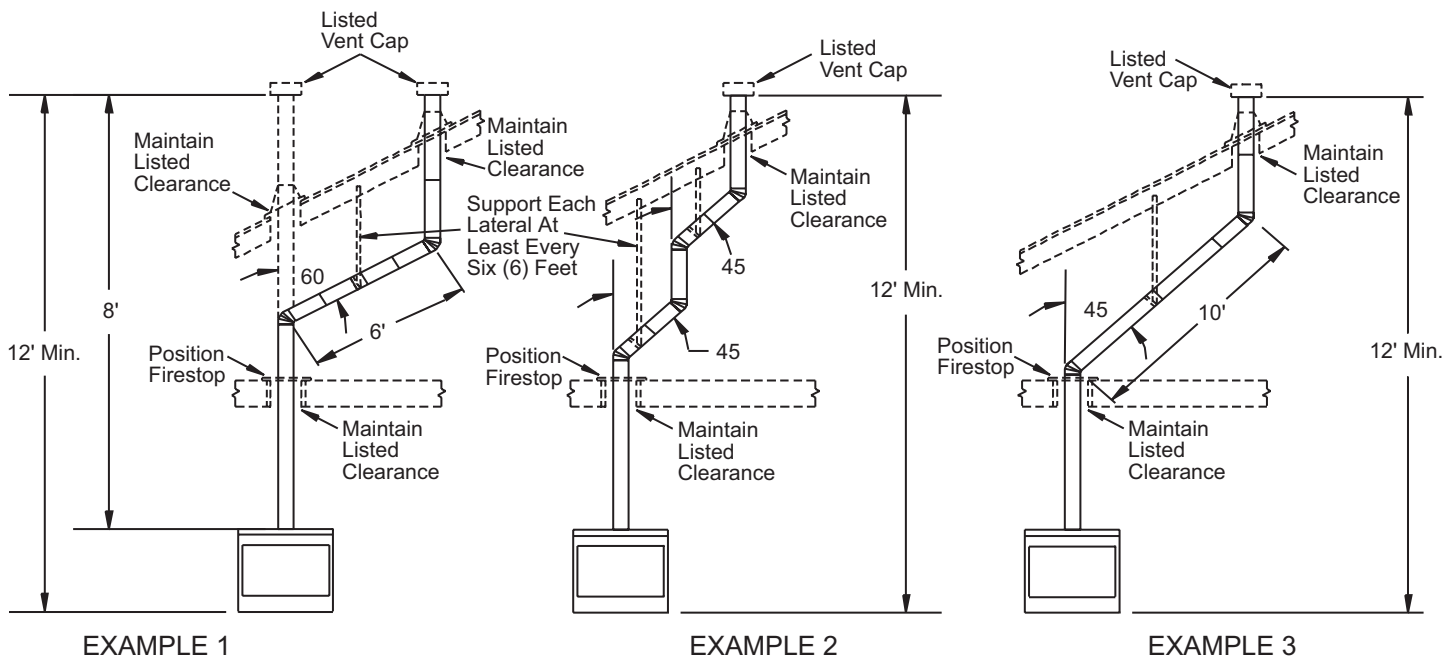 Listed
Vent Cap
Maintain
Listed
Clearance
Maintain
Listed
Clearance
Support Each
Lateral At
Least Every
Six (6) Feet
60
6'
8'
12' Min.
Position
Firestop
Maintain
Listed
Clearance
EXAMPLE 1
Listed
Vent Cap
Maintain
Listed
Clearance
45
45
12' Min.
Position
Firestop
Maintain
Listed
Clearance
EXAMPLE 2
Listed
Vent Cap
Maintain
Listed
Clearance
45
10'
12' Min.
Position
Firestop
Maintain
Listed
Clearance
EXAMPLE 3